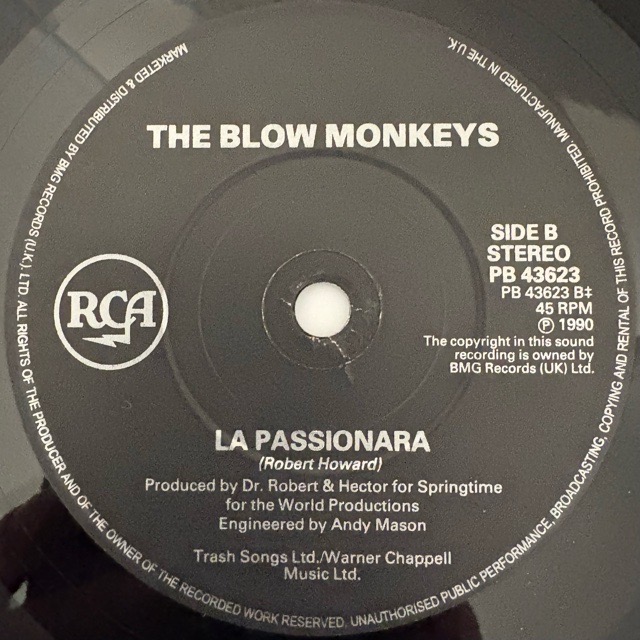 THE BLOW MONKEYS
SIDE B
STEREO
PB 43623
PB 43623 B‡
45 RPM
Ⓟ 1990
The copyright in this sound
recording is owned by
BMG Records (UK) Ltd.
RCA
LA PASSIONARA
(Robert Howard)
Produced by Dr. Robert & Hector for Springtime
for the World Productions
Engineered by Andy Mason
Trash Songs Ltd./Warner Chappell
Music Ltd.
MARKETED & DISTRIBUTED BY BMG RECORDS (U.K.), LTD. ALL RIGHTS OF THE PRODUCER AND OF THE OWNER OF THE RECORDED WORK RESERVED. UNAUTHORISED PUBLIC PERFORMANCE, BROADCASTING, COPYING AND RENTAL OF THIS RECORD PROHIBITED. MANUFACTURED IN THE U.K.